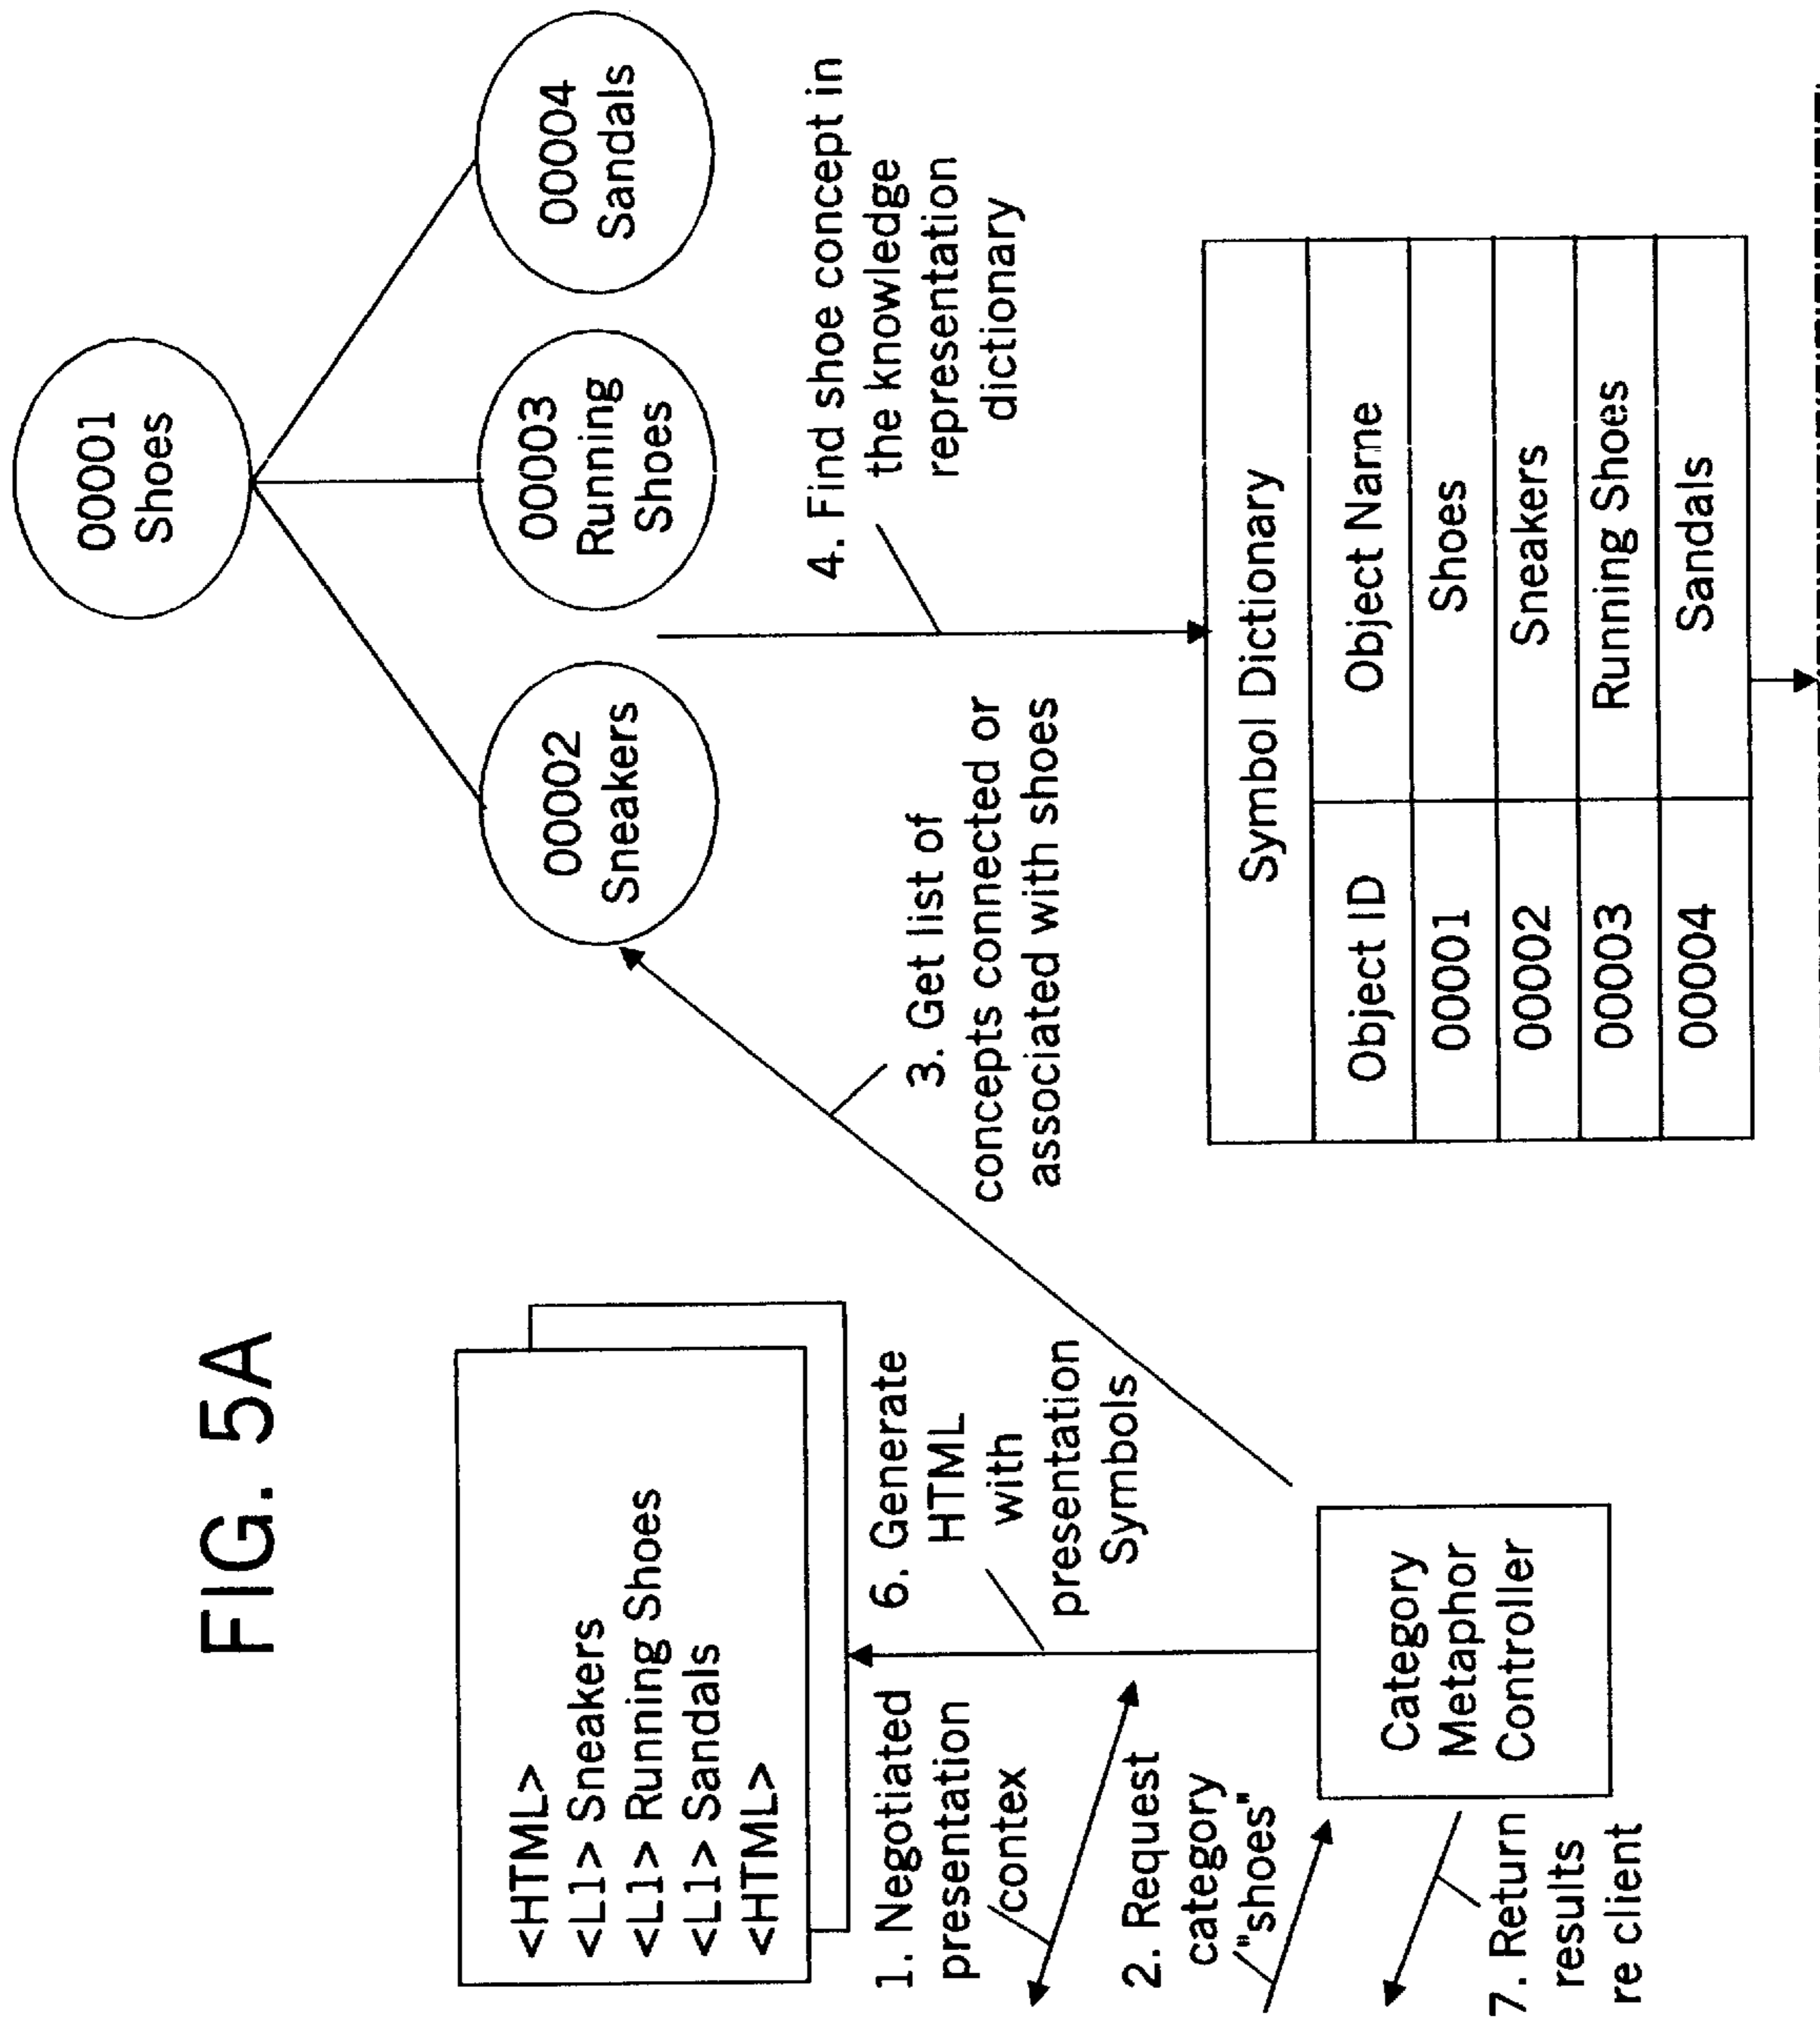 FIG. 5A
<HTML>
<L1> Sneakers
<L1> Running Shoes
<L1> Sandals
<HTML>
1. Negotiated
presentation
contex
2. Request
category
"shoes"
7. Return
results
re client
Category
Metaphor
Controller
6. Generate
HTML
with
presentation
Symbols
3. Get list of
concepts connected or
associated with shoes
00001
Shoes
00002
Sneakers
00003
Running
Shoes
00004
Sandals
4. Find shoe concept in
the knowledge
representation
dictionary
Symbol Dictionary
Object ID Object Name
00001 Shoes
00002 Sneakers
00003 Running Shoes
00004 Sandals